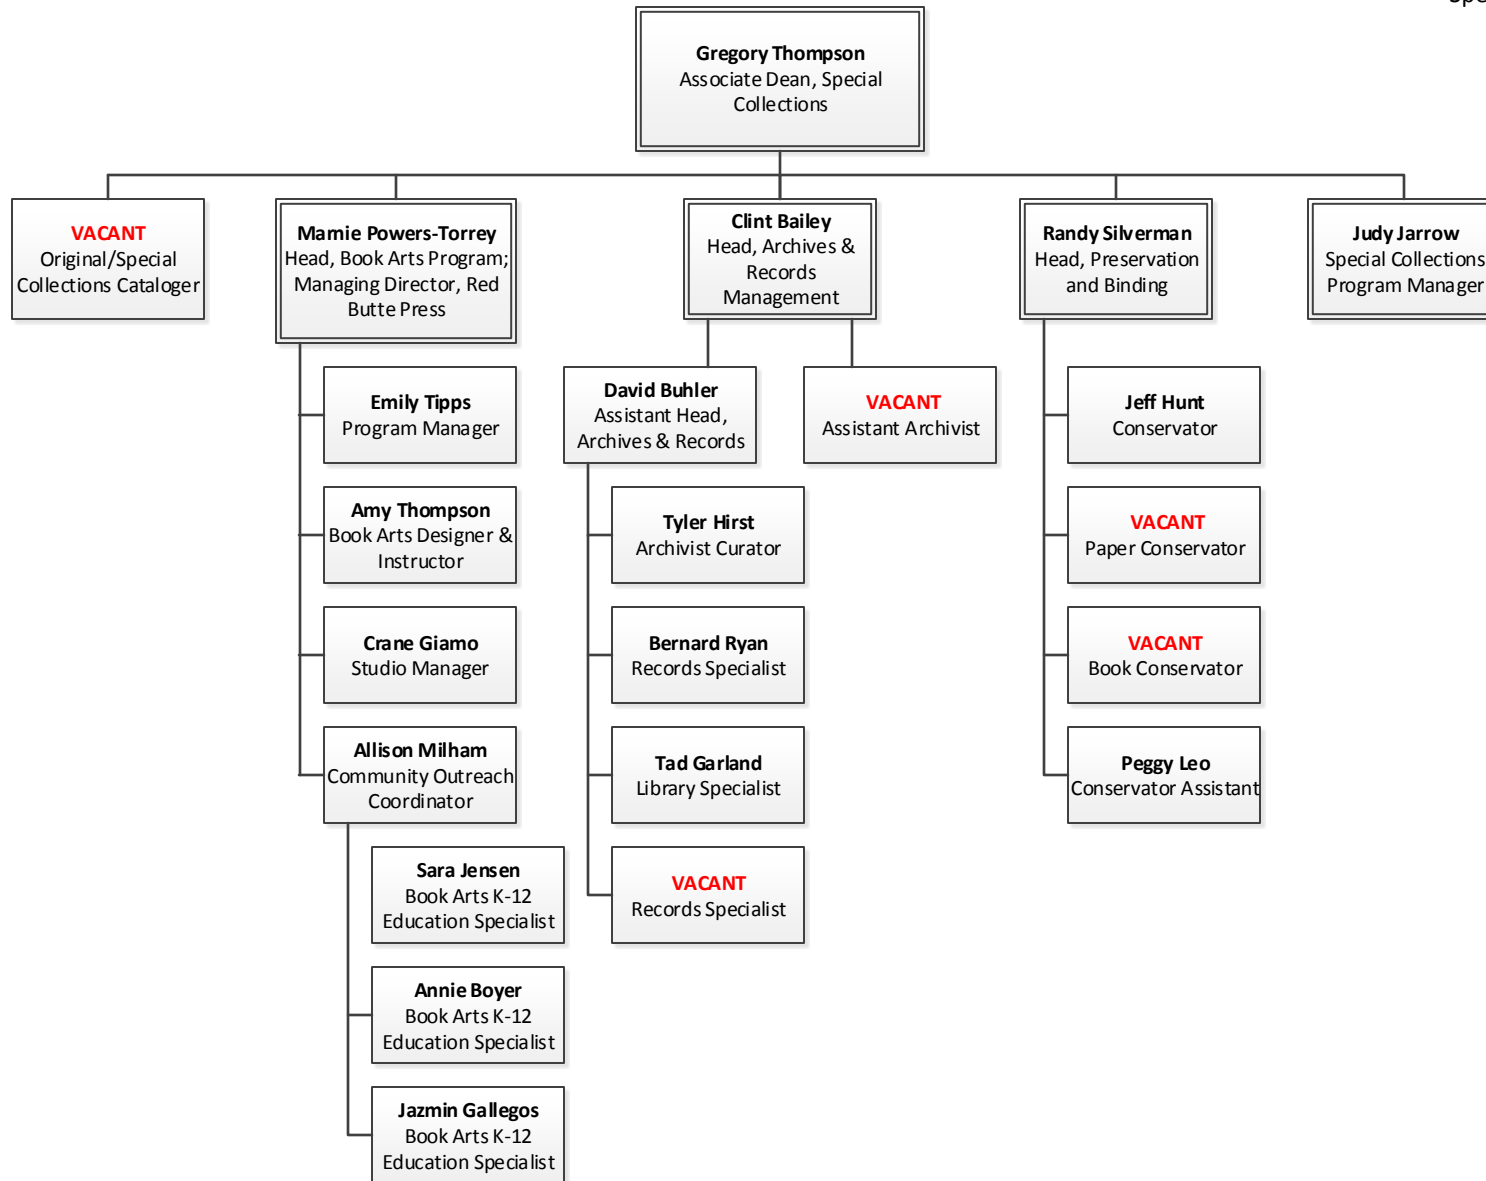 Spe
Gregory Thompson
Associate Dean, Special
Collections
VACANT
Original/Special
Collections Cataloger
Marnie Powers-Torrey
Head, Book Arts Program;
Managing Director, Red
Butte Press
Clint Bailey
Head, Archives &
Records
Management
Randy Silverman
Head, Preservation
and Binding
Judy Jarrow
Special Collections
Program Manager
Emily Tipps
Program Manager
Amy Thompson
Book Arts Designer &
Instructor
Crane Giamo
Studio Manager
Allison Milham
Community Outreach
Coordinator
Sara Jensen
Book Arts K-12
Education Specialist
Annie Boyer
Book Arts K-12
Education Specialist
Jazmin Gallegos
Book Arts K-12
Education Specialist
David Buhler
Assistant Head,
Archives & Records
VACANT
Assistant Archivist
Tyler Hirst
Archivist Curator
Bernard Ryan
Records Specialist
Tad Garland
Library Specialist
VACANT
Records Specialist
Jeff Hunt
Conservator
VACANT
Paper Conservator
VACANT
Book Conservator
Peggy Leo
Conservator Assistant